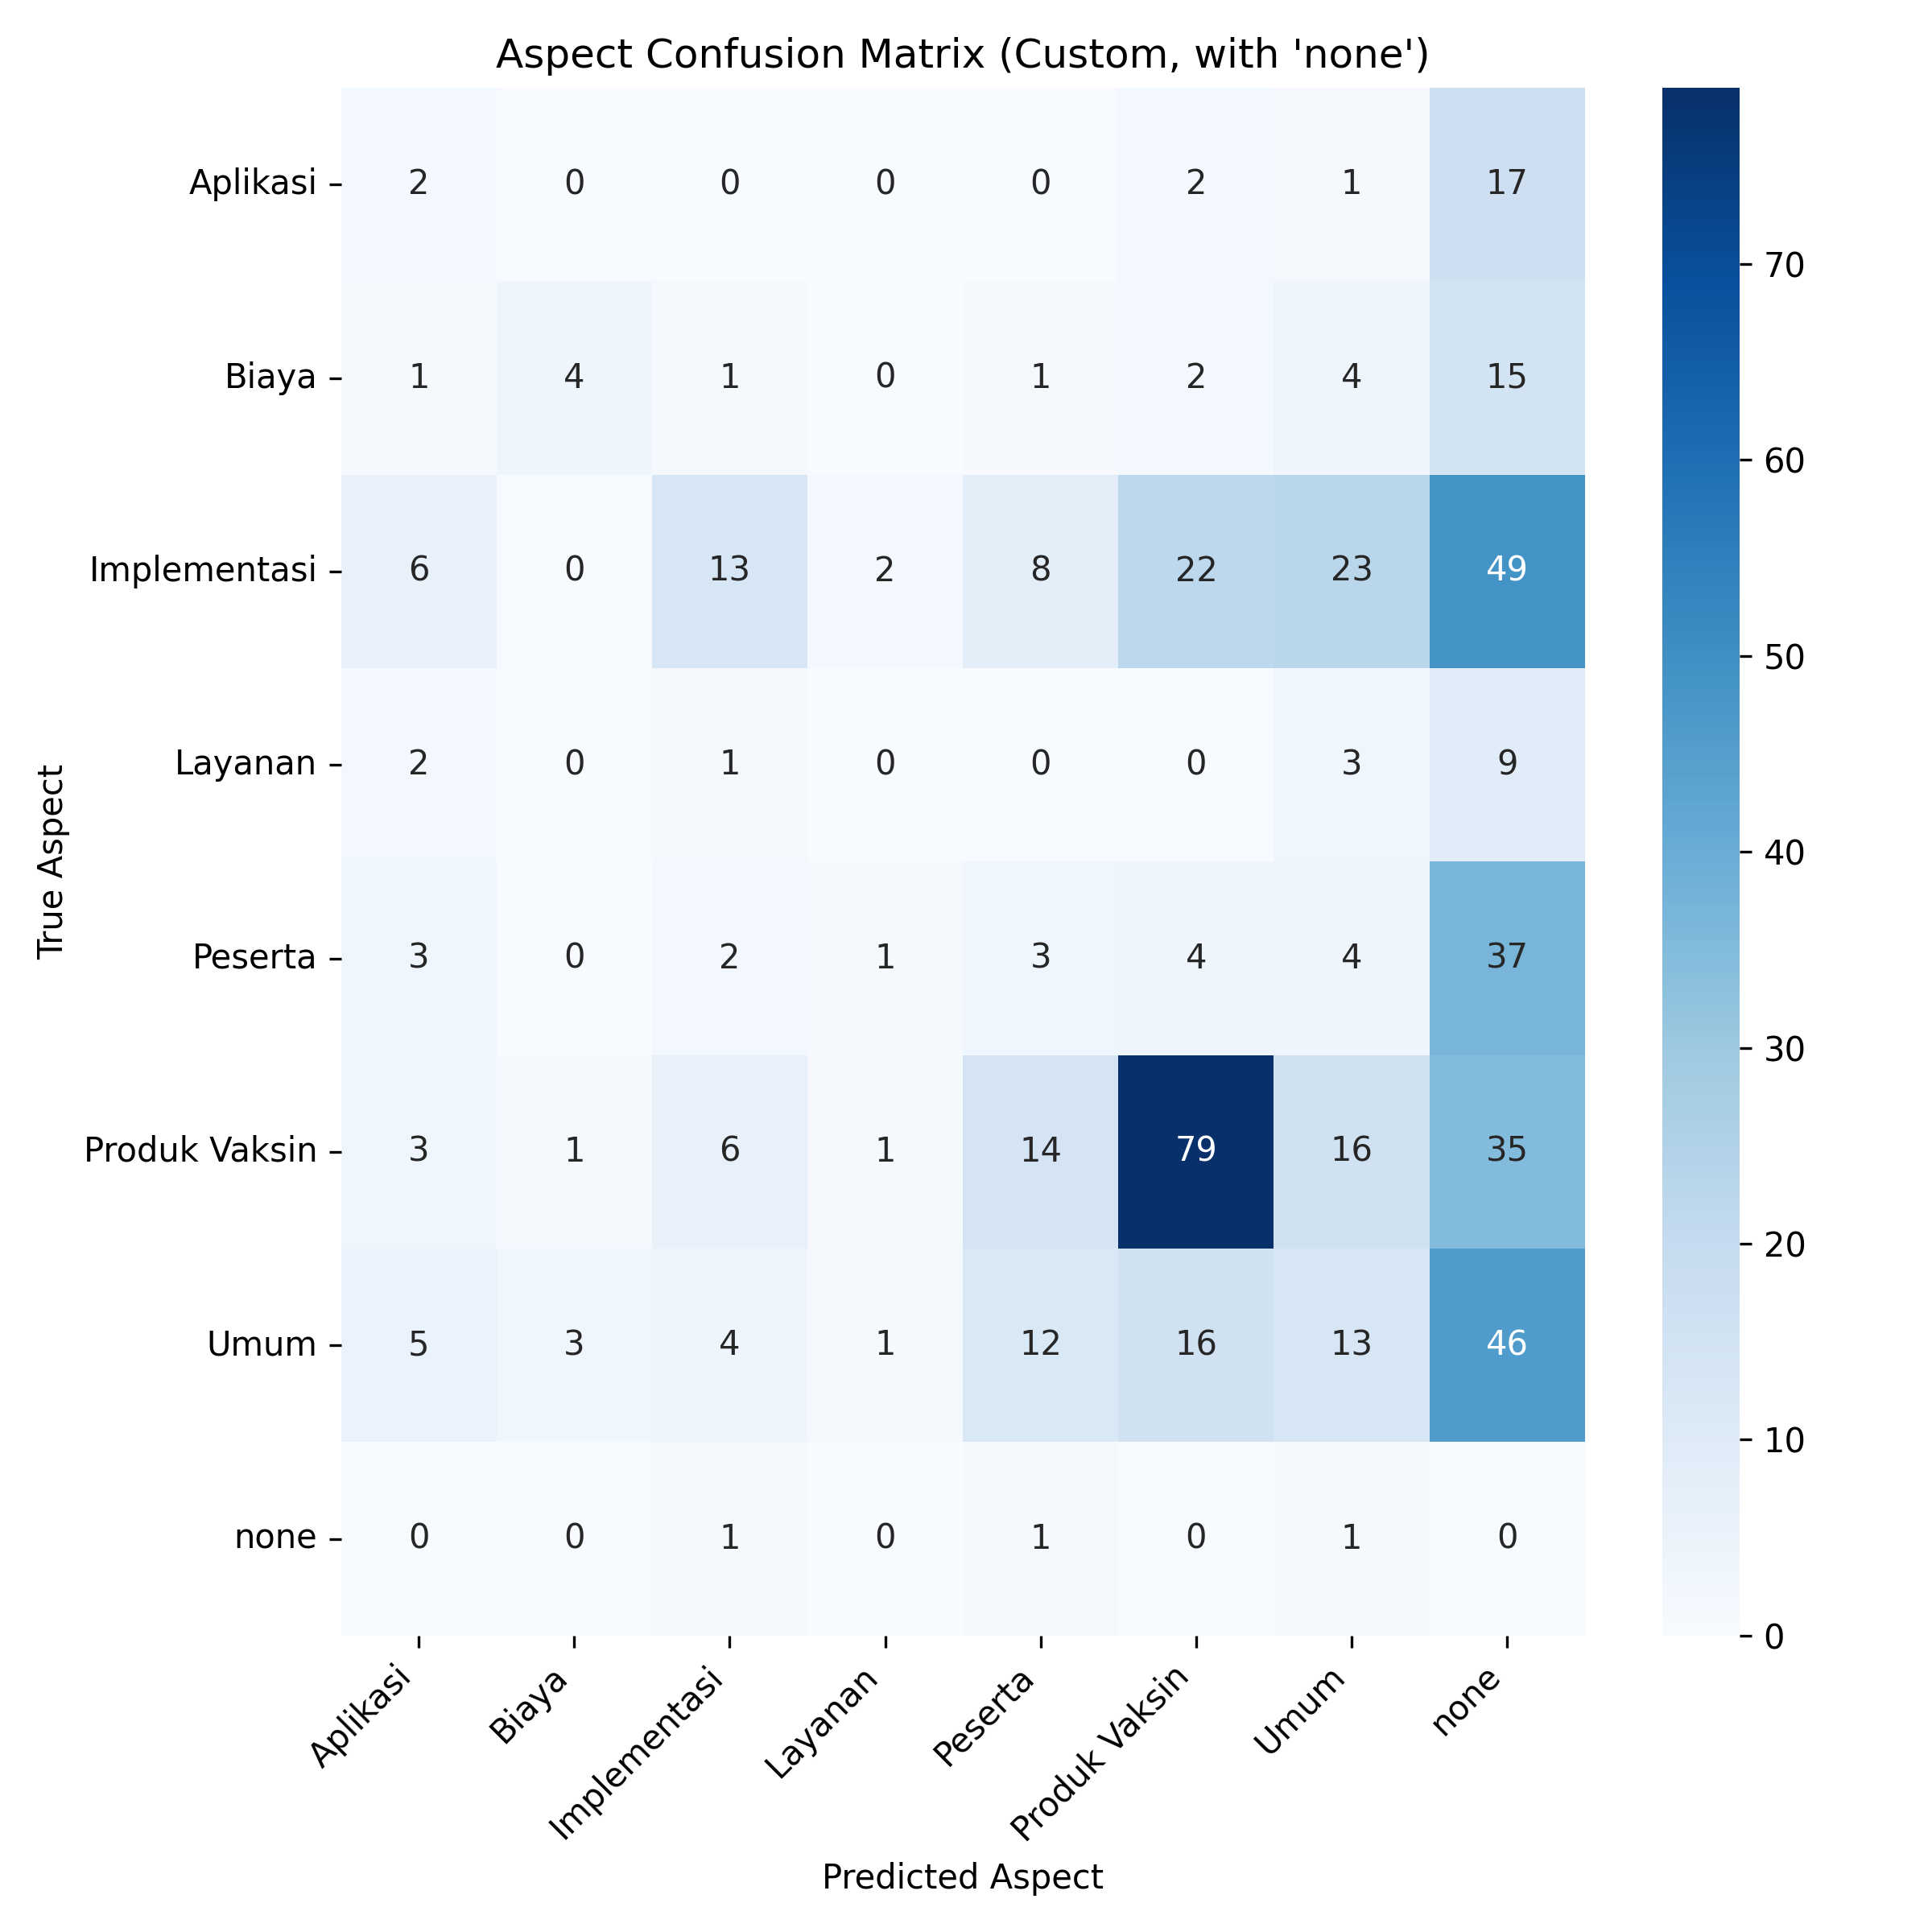 Aspect Confusion Matrix (Custom, with 'none')
True Aspect
Aplikasi 2 0 0 0 0 2 1 17
Biaya 1 4 1 0 1 2 4 15
Implementasi 6 0 13 2 8 22 23 49
Layanan 2 0 1 0 0 0 3 9
Peserta 3 0 2 1 3 4 4 37
Produk Vaksin 3 1 6 1 14 79 16 35
Umum 5 3 4 1 12 16 13 46
none 0 0 1 0 1 0 1 0
Aplikasi Biaya Implementasi Layanan Peserta Produk Vaksin Umum none
Predicted Aspect
70
60
50
40
30
20
10
0